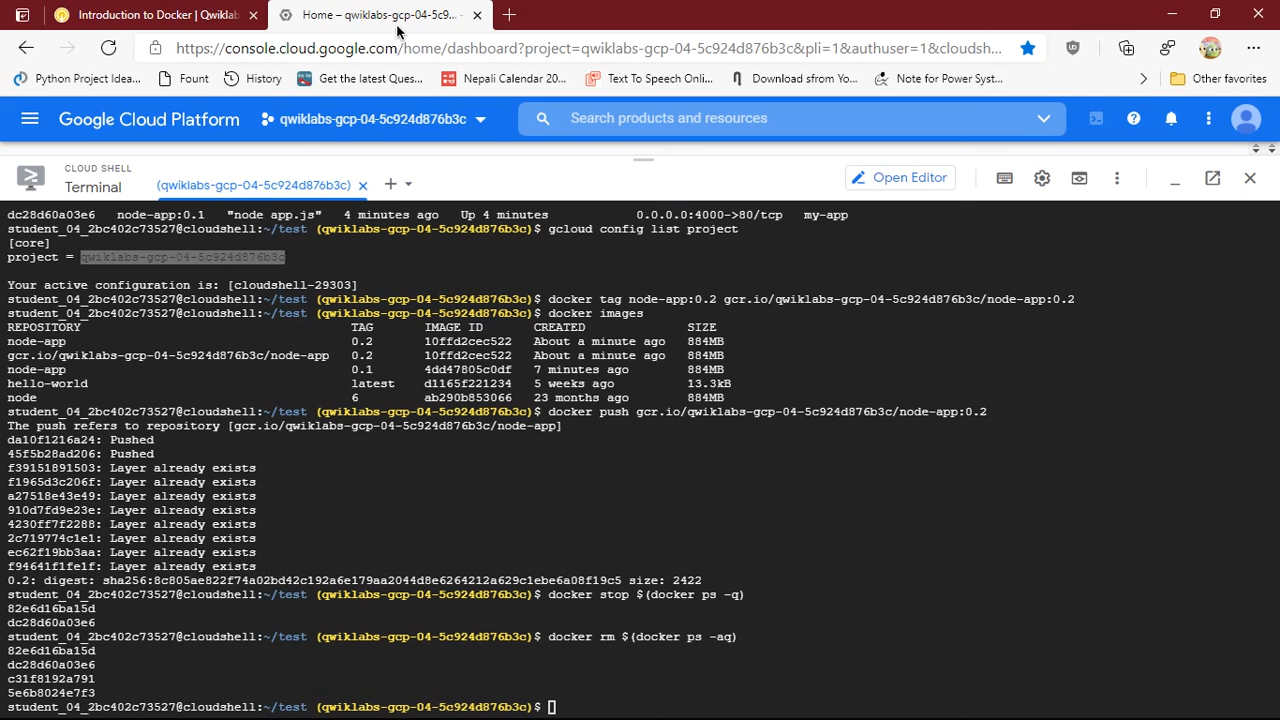 Introduction to Docker | Qwiklab
Home – qwiklabs-gcp-04-5c9...
https://console.cloud.google.com/home/dashboard?project=qwiklabs-gcp-04-5c924d876b3c&pli=1&authuser=1&cloudsh...
Python Project Idea...
Fount
History
Get the latest Ques...
Nepali Calendar 20...
Text To Speech Onli...
Download sfrom Yo...
Note for Power Syst...
Other favorites
Google Cloud Platform
qwiklabs-gcp-04-5c924d876b3c
Search products and resources
CLOUD SHELL
Terminal
(qwiklabs-gcp-04-5c924d876b3c)
Open Editor
dc28d60a03e6 node-app:0.1 "node app.js" 4 minutes ago Up 4 minutes 0.0.0.0:4000->80/tcp my-app
student_04_2bc402c73527@cloudshell:~/test (qwiklabs-gcp-04-5c924d876b3c)$ gcloud config list project
[core]
project = qwiklabs-gcp-04-5c924d876b3c
Your active configuration is: [cloudshell-29303]
student_04_2bc402c73527@cloudshell:~/test (qwiklabs-gcp-04-5c924d876b3c)$ docker tag node-app:0.2 gcr.io/qwiklabs-gcp-04-5c924d876b3c/node-app:0.2
student_04_2bc402c73527@cloudshell:~/test (qwiklabs-gcp-04-5c924d876b3c)$ docker images
REPOSITORY TAG IMAGE ID CREATED SIZE
node-app 0.2 10ffd2cec522 About a minute ago 884MB
gcr.io/qwiklabs-gcp-04-5c924d876b3c/node-app 0.2 10ffd2cec522 About a minute ago 884MB
node-app 0.1 4dd47805c0df 7 minutes ago 884MB
hello-world latest d1165f221234 5 weeks ago 13.3kB
node 6 ab290b853066 23 months ago 884MB
student_04_2bc402c73527@cloudshell:~/test (qwiklabs-gcp-04-5c924d876b3c)$ docker push gcr.io/qwiklabs-gcp-04-5c924d876b3c/node-app:0.2
The push refers to repository [gcr.io/qwiklabs-gcp-04-5c924d876b3c/node-app]
da10f1216a24: Pushed
45f5b28ad206: Pushed
f39151891503: Layer already exists
f1965d3c206f: Layer already exists
a27518e43e49: Layer already exists
910d7fd9e23e: Layer already exists
4230ff7f2288: Layer already exists
2c719774c1e1: Layer already exists
ec62f19bb3aa: Layer already exists
f94641f1fe1f: Layer already exists
0.2: digest: sha256:8c805ae822f74a02bd42c192a6e179aa2044d8e6264212a629c1ebe6a08f19c5 size: 2422
student_04_2bc402c73527@cloudshell:~/test (qwiklabs-gcp-04-5c924d876b3c)$ docker stop $(docker ps -q)
82e6d16ba15d
dc28d60a03e6
student_04_2bc402c73527@cloudshell:~/test (qwiklabs-gcp-04-5c924d876b3c)$ docker rm $(docker ps -aq)
82e6d16ba15d
dc28d60a03e6
c31f8192a791
5e6b8024e7f3
student_04_2bc402c73527@cloudshell:~/test (qwiklabs-gcp-04-5c924d876b3c)$